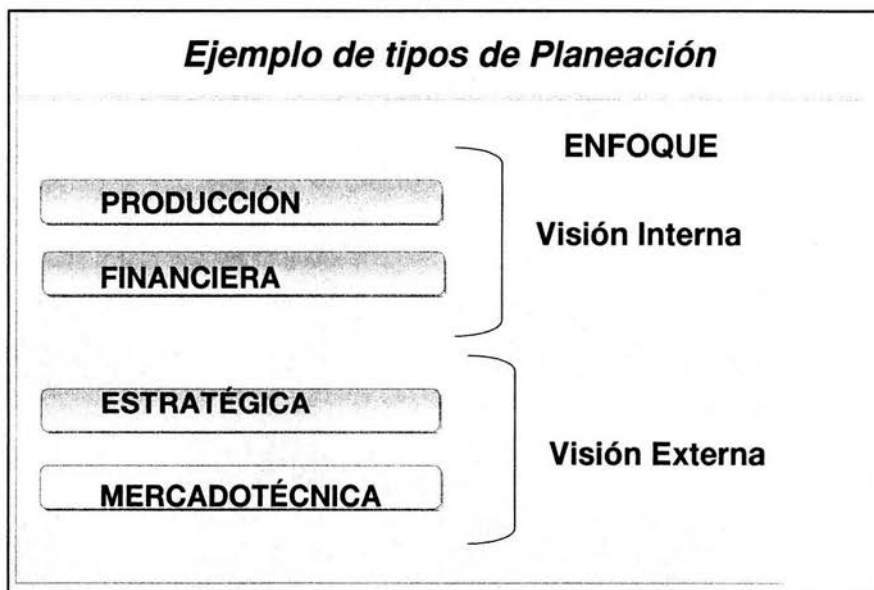 Ejemplo de tipos de Planeación
ENFOQUE
PRODUCCIÓN
FINANCIERA
Visión Interna
ESTRATÉGICA
MERCADOTÉCNICA
Visión Externa